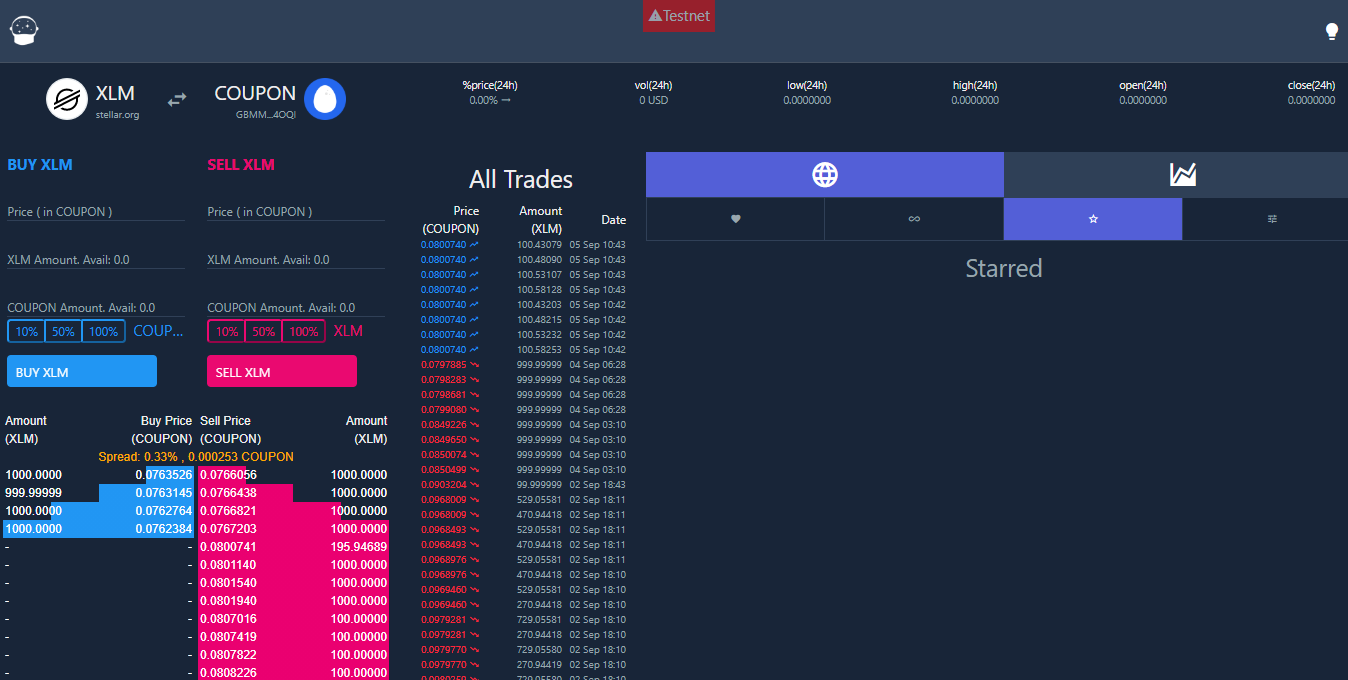 Testnet
XLM
stellar.org
COUPON
GBMM...4OQI
%price(24h)
0.00%
vol(24h)
0 USD
low(24h)
0.0000000
high(24h)
0.0000000
open(24h)
0.0000000
close(24h)
0.0000000
BUY XLM
Price ( in COUPON )
XLM Amount. Avail: 0.0
COUPON Amount. Avail: 0.0
10% 50% 100% COUP...
BUY XLM
SELL XLM
Price ( in COUPON )
XLM Amount. Avail: 0.0
COUPON Amount. Avail: 0.0
10% 50% 100% XLM
SELL XLM
Amount Buy Price Sell Price Amount
(XLM) (COUPON) (COUPON) (XLM)
Spread: 0.33% , 0.000253 COUPON
1000.0000 0.0763526 0.0766056 1000.0000
999.99999 0.0763145 0.0766438 1000.0000
1000.0000 0.0762764 0.0766821 1000.0000
1000.0000 0.0762384 0.0767203 1000.0000
- - 0.0800741 195.94689
- - 0.0801140 1000.0000
- - 0.0801540 1000.0000
- - 0.0801940 1000.0000
- - 0.0807016 100.00000
- - 0.0807419 100.00000
- - 0.0807822 100.00000
- - 0.0808226 100.00000
All Trades
Price Amount Date
(COUPON) (XLM)
0.0800740 100.43079 05 Sep 10:43
0.0800740 100.48090 05 Sep 10:43
0.0800740 100.53107 05 Sep 10:43
0.0800740 100.58128 05 Sep 10:43
0.0800740 100.43203 05 Sep 10:42
0.0800740 100.48215 05 Sep 10:42
0.0800740 100.53232 05 Sep 10:42
0.0800740 100.58253 05 Sep 10:42
0.0797885 999.99999 04 Sep 06:28
0.0798283 999.99999 04 Sep 06:28
0.0798681 999.99999 04 Sep 06:28
0.0799080 999.99999 04 Sep 06:28
0.0849226 999.99999 04 Sep 03:10
0.0849650 999.99999 04 Sep 03:10
0.0850074 999.99999 04 Sep 03:10
0.0850499 999.99999 04 Sep 03:10
0.0903204 99.999999 02 Sep 18:43
0.0968009 529.05581 02 Sep 18:11
0.0968009 470.94418 02 Sep 18:11
0.0968493 529.05581 02 Sep 18:11
0.0968493 470.94418 02 Sep 18:11
0.0968976 529.05581 02 Sep 18:11
0.0968976 470.94418 02 Sep 18:10
0.0969460 529.05581 02 Sep 18:10
0.0969460 270.94418 02 Sep 18:10
0.0979281 729.05581 02 Sep 18:10
0.0979281 270.94418 02 Sep 18:10
0.0979770 729.05580 02 Sep 18:10
0.0979770 270.94419 02 Sep 18:10
Starred